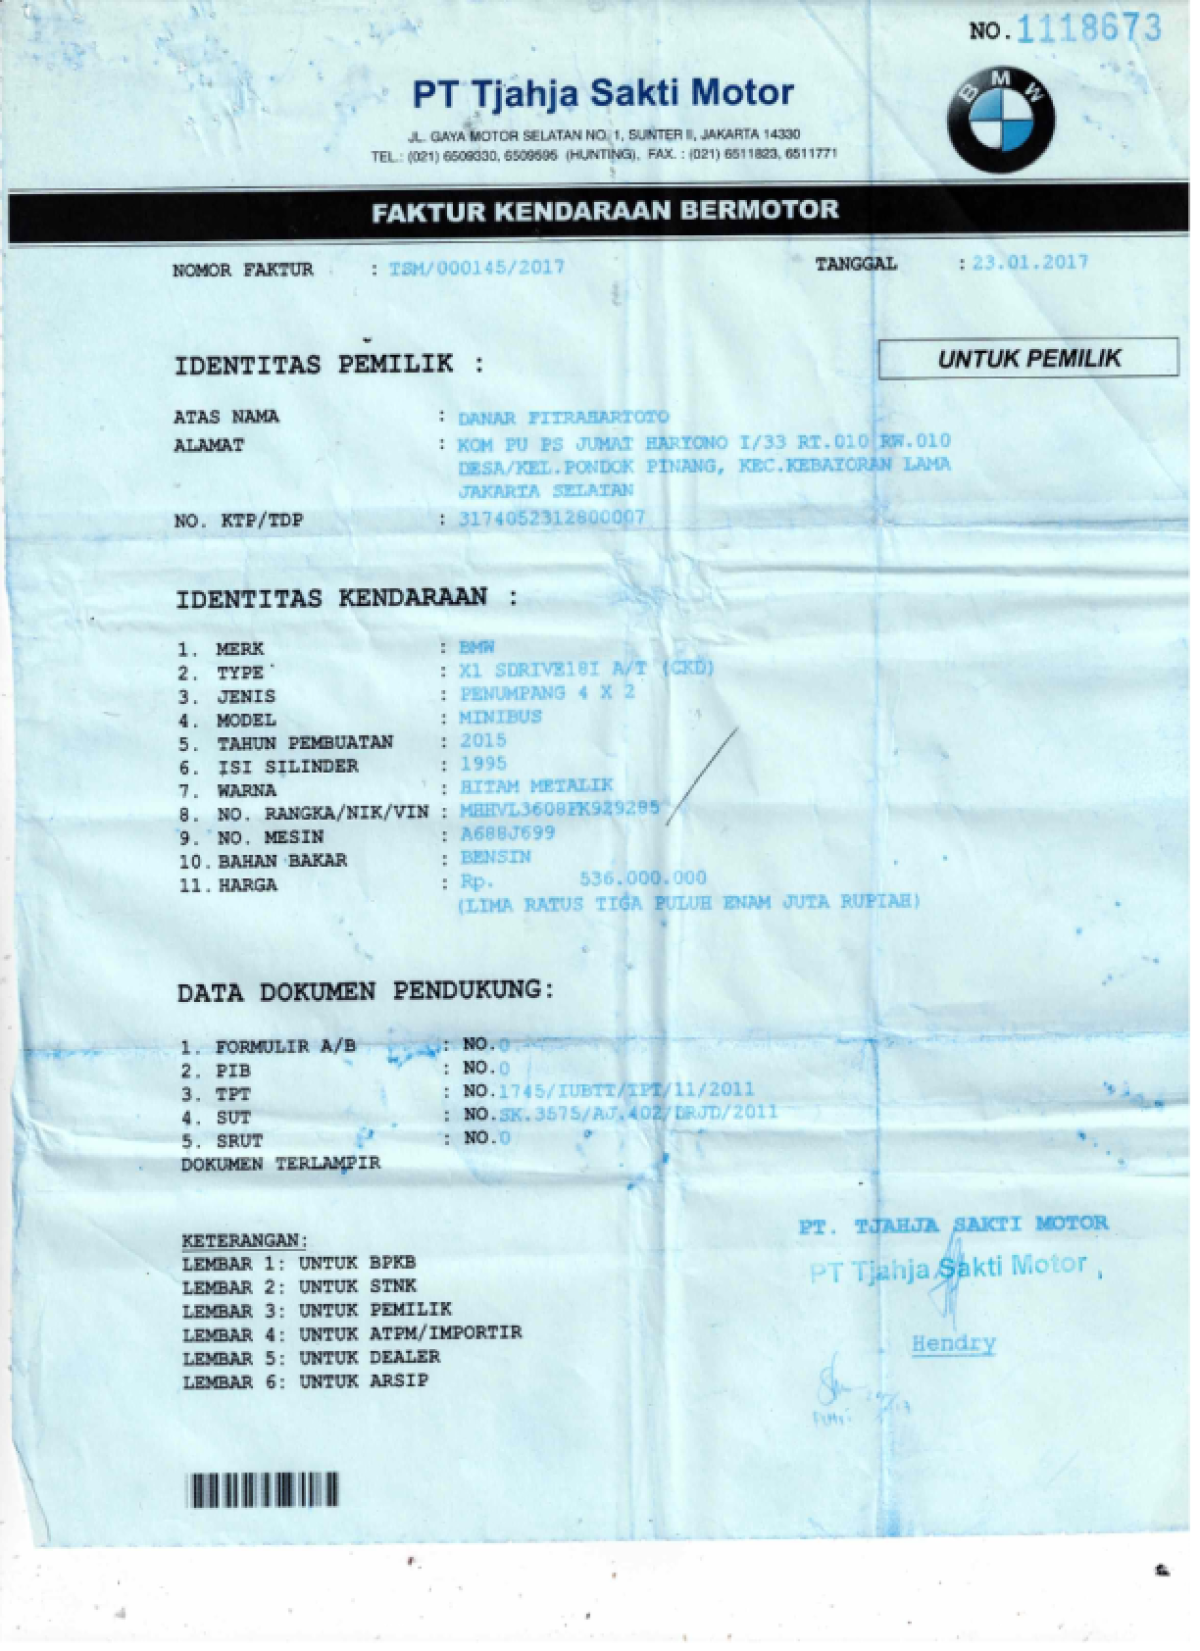 NO.1118673
PT Tjahja Sakti Motor
BMW
JL. GAYA MOTOR SELATAN NO. 1, SUNTER II, JAKARTA 14330
TEL.: (021) 6509330, 6509595 (HUNTING), FAX. : (021) 6511823, 6511771
FAKTUR KENDARAAN BERMOTOR
NOMOR FAKTUR : TSM/000145/2017 TANGGAL : 23.01.2017
IDENTITAS PEMILIK :
UNTUK PEMILIK
ATAS NAMA : DANAR FITRAHARTOTO
ALAMAT : KOM PU PS JUMAT HARYONO I/33 RT.010 RW.010
DESA/KEL.PONDOK PINANG, KEC.KEBAYORAN LAMA
JAKARTA SELATAN
NO. KTP/TDP : 3174052312800007
IDENTITAS KENDARAAN :
1. MERK : BMW
2. TYPE : X1 SDRIVE18I A/T (CKD)
3. JENIS : PENUMPANG 4 X 2
4. MODEL : MINIBUS
5. TAHUN PEMBUATAN : 2015
6. ISI SILINDER : 1995
7. WARNA : HITAM METALIK
8. NO. RANGKA/NIK/VIN : MHHVL3608FK929285
9. NO. MESIN : A688J699
10. BAHAN BAKAR : BENSIN
11. HARGA : Rp. 536.000.000
(LIMA RATUS TIGA PULUH ENAM JUTA RUPIAH)
DATA DOKUMEN PENDUKUNG:
1. FORMULIR A/B : NO.0
2. PIB : NO.0
3. TPT : NO.1745/IUBTT/TPT/11/2011
4. SUT : NO.SK.3575/AJ.402/DRJD/2011
5. SRUT : NO.0
DOKUMEN TERLAMPIR
PT. TJAHJA SAKTI MOTOR
PT Tjahja Sakti Motor
Hendry
KETERANGAN:
LEMBAR 1: UNTUK BPKB
LEMBAR 2: UNTUK STNK
LEMBAR 3: UNTUK PEMILIK
LEMBAR 4: UNTUK ATPM/IMPORTIR
LEMBAR 5: UNTUK DEALER
LEMBAR 6: UNTUK ARSIP